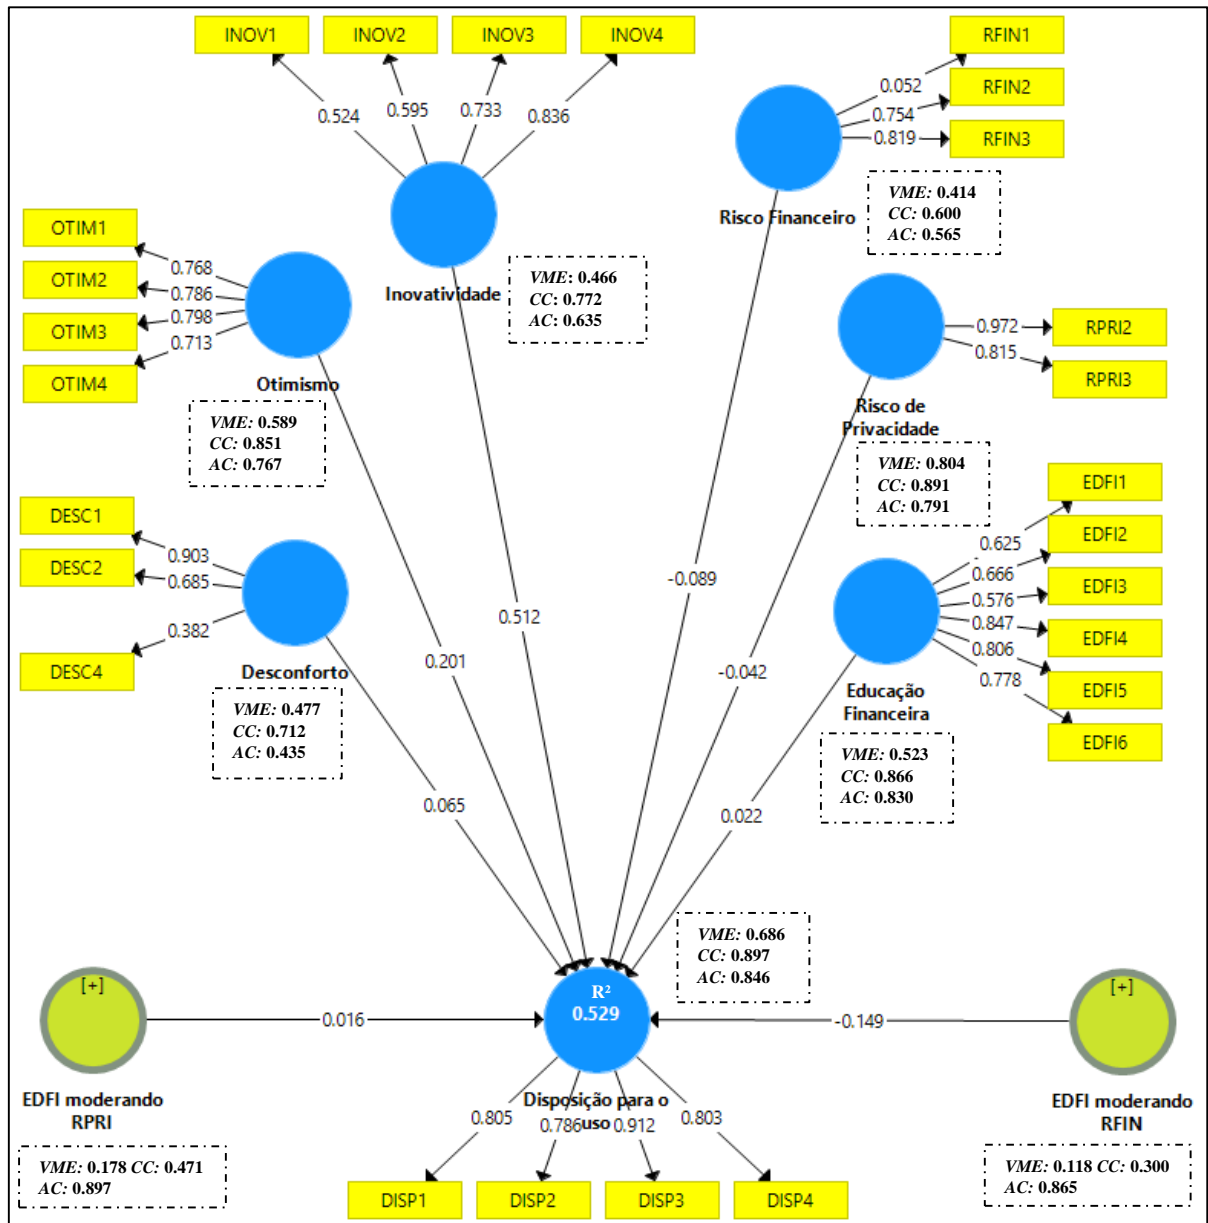 INOV1 INOV2 INOV3 INOV4
0.524 0.595 0.733 0.836
Inovatividade
VME: 0.466
CC: 0.772
AC: 0.635
RFIN1
RFIN2
RFIN3
0.052
0.754
0.819
Risco Financeiro
VME: 0.414
CC: 0.600
AC: 0.565
OTIM1
OTIM2
OTIM3
OTIM4
0.768
0.786
0.798
0.713
Otimismo
VME: 0.589
CC: 0.851
AC: 0.767
RPRI2
RPRI3
0.972
0.815
Risco de
Privacidade
VME: 0.804
CC: 0.891
AC: 0.791
DESC1
DESC2
DESC4
0.903
0.685
0.382
Desconforto
VME: 0.477
CC: 0.712
AC: 0.435
EDFI1
EDFI2
EDFI3
EDFI4
EDFI5
EDFI6
0.625
0.666
0.576
0.847
0.806
0.778
Educação
Financeira
VME: 0.523
CC: 0.866
AC: 0.830
-0.089
0.512
0.201
-0.042
0.065
0.022
VME: 0.686
CC: 0.897
AC: 0.846
[+]
EDFI moderando
RPRI
VME: 0.178 CC: 0.471
AC: 0.897
0.016
R²
0.529
-0.149
[+]
EDFI moderando
RFIN
VME: 0.118 CC: 0.300
AC: 0.865
Disposição para o
uso
0.805 0.786 0.912 0.803
DISP1 DISP2 DISP3 DISP4